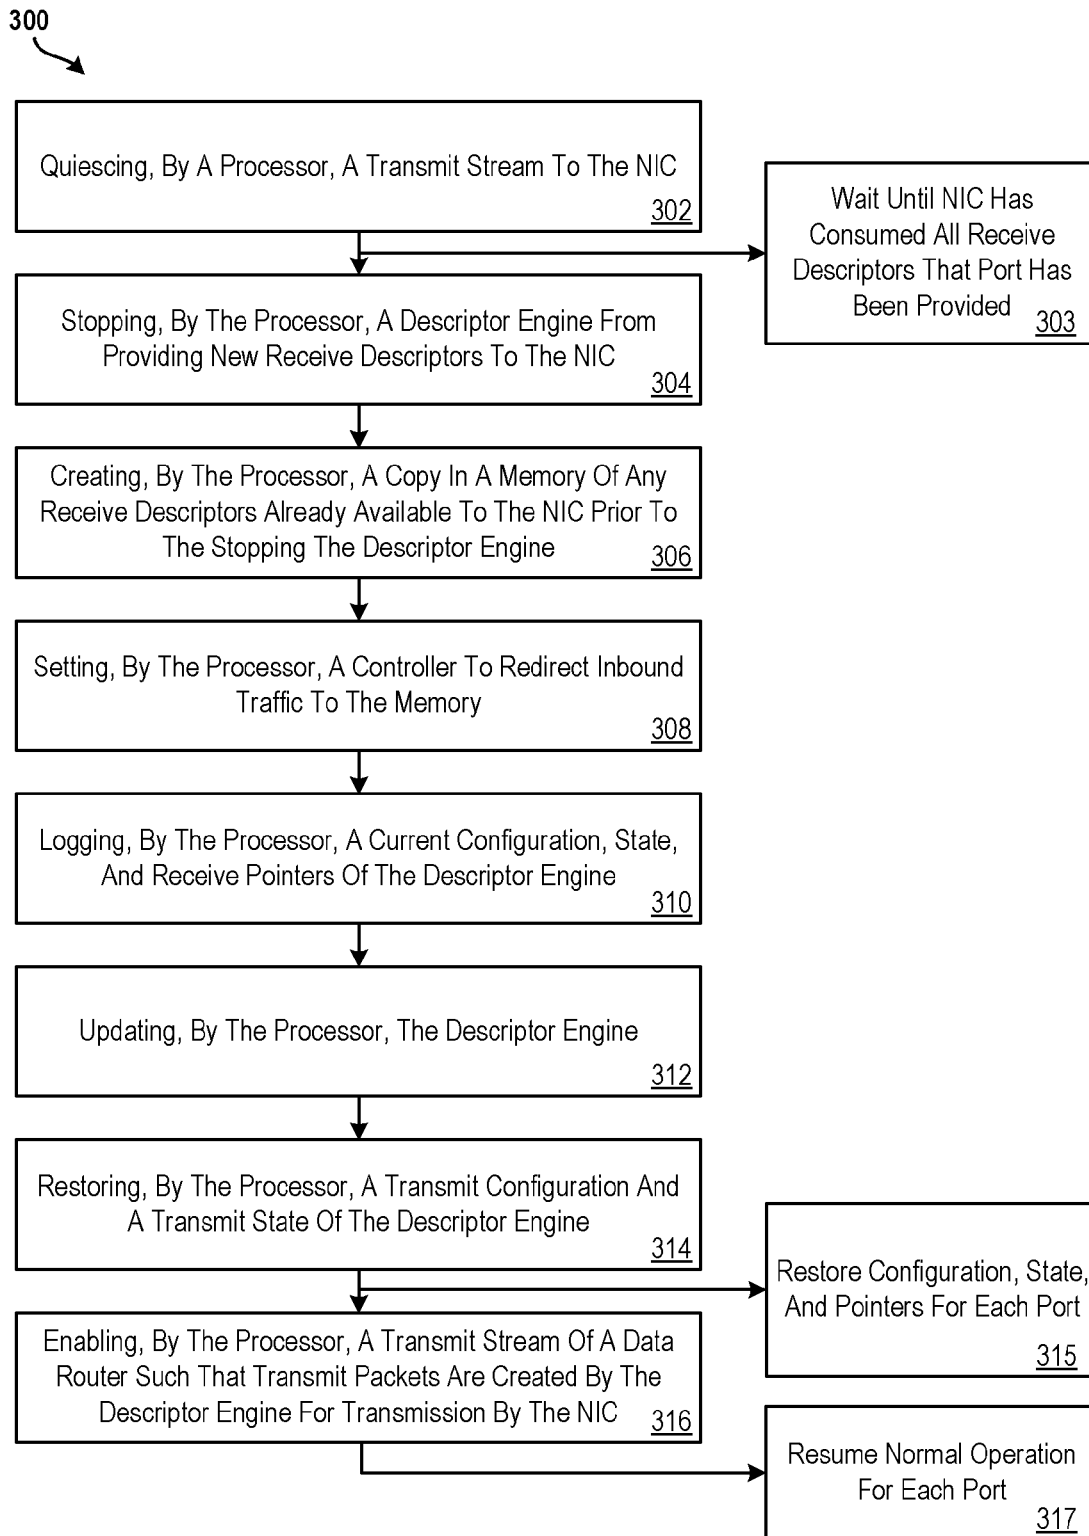 300
Quiescing, By A Processor, A Transmit Stream To The NIC
302
Wait Until NIC Has
Consumed All Receive
Descriptors That Port Has
Been Provided
303
Stopping, By The Processor, A Descriptor Engine From
Providing New Receive Descriptors To The NIC
304
Creating, By The Processor, A Copy In A Memory Of Any
Receive Descriptors Already Available To The NIC Prior To
The Stopping The Descriptor Engine
306
Setting, By The Processor, A Controller To Redirect Inbound
Traffic To The Memory
308
Logging, By The Processor, A Current Configuration, State,
And Receive Pointers Of The Descriptor Engine
310
Updating, By The Processor, The Descriptor Engine
312
Restoring, By The Processor, A Transmit Configuration And
A Transmit State Of The Descriptor Engine
314
Restore Configuration, State,
And Pointers For Each Port
315
Enabling, By The Processor, A Transmit Stream Of A Data
Router Such That Transmit Packets Are Created By The
Descriptor Engine For Transmission By The NIC
316
Resume Normal Operation
For Each Port
317